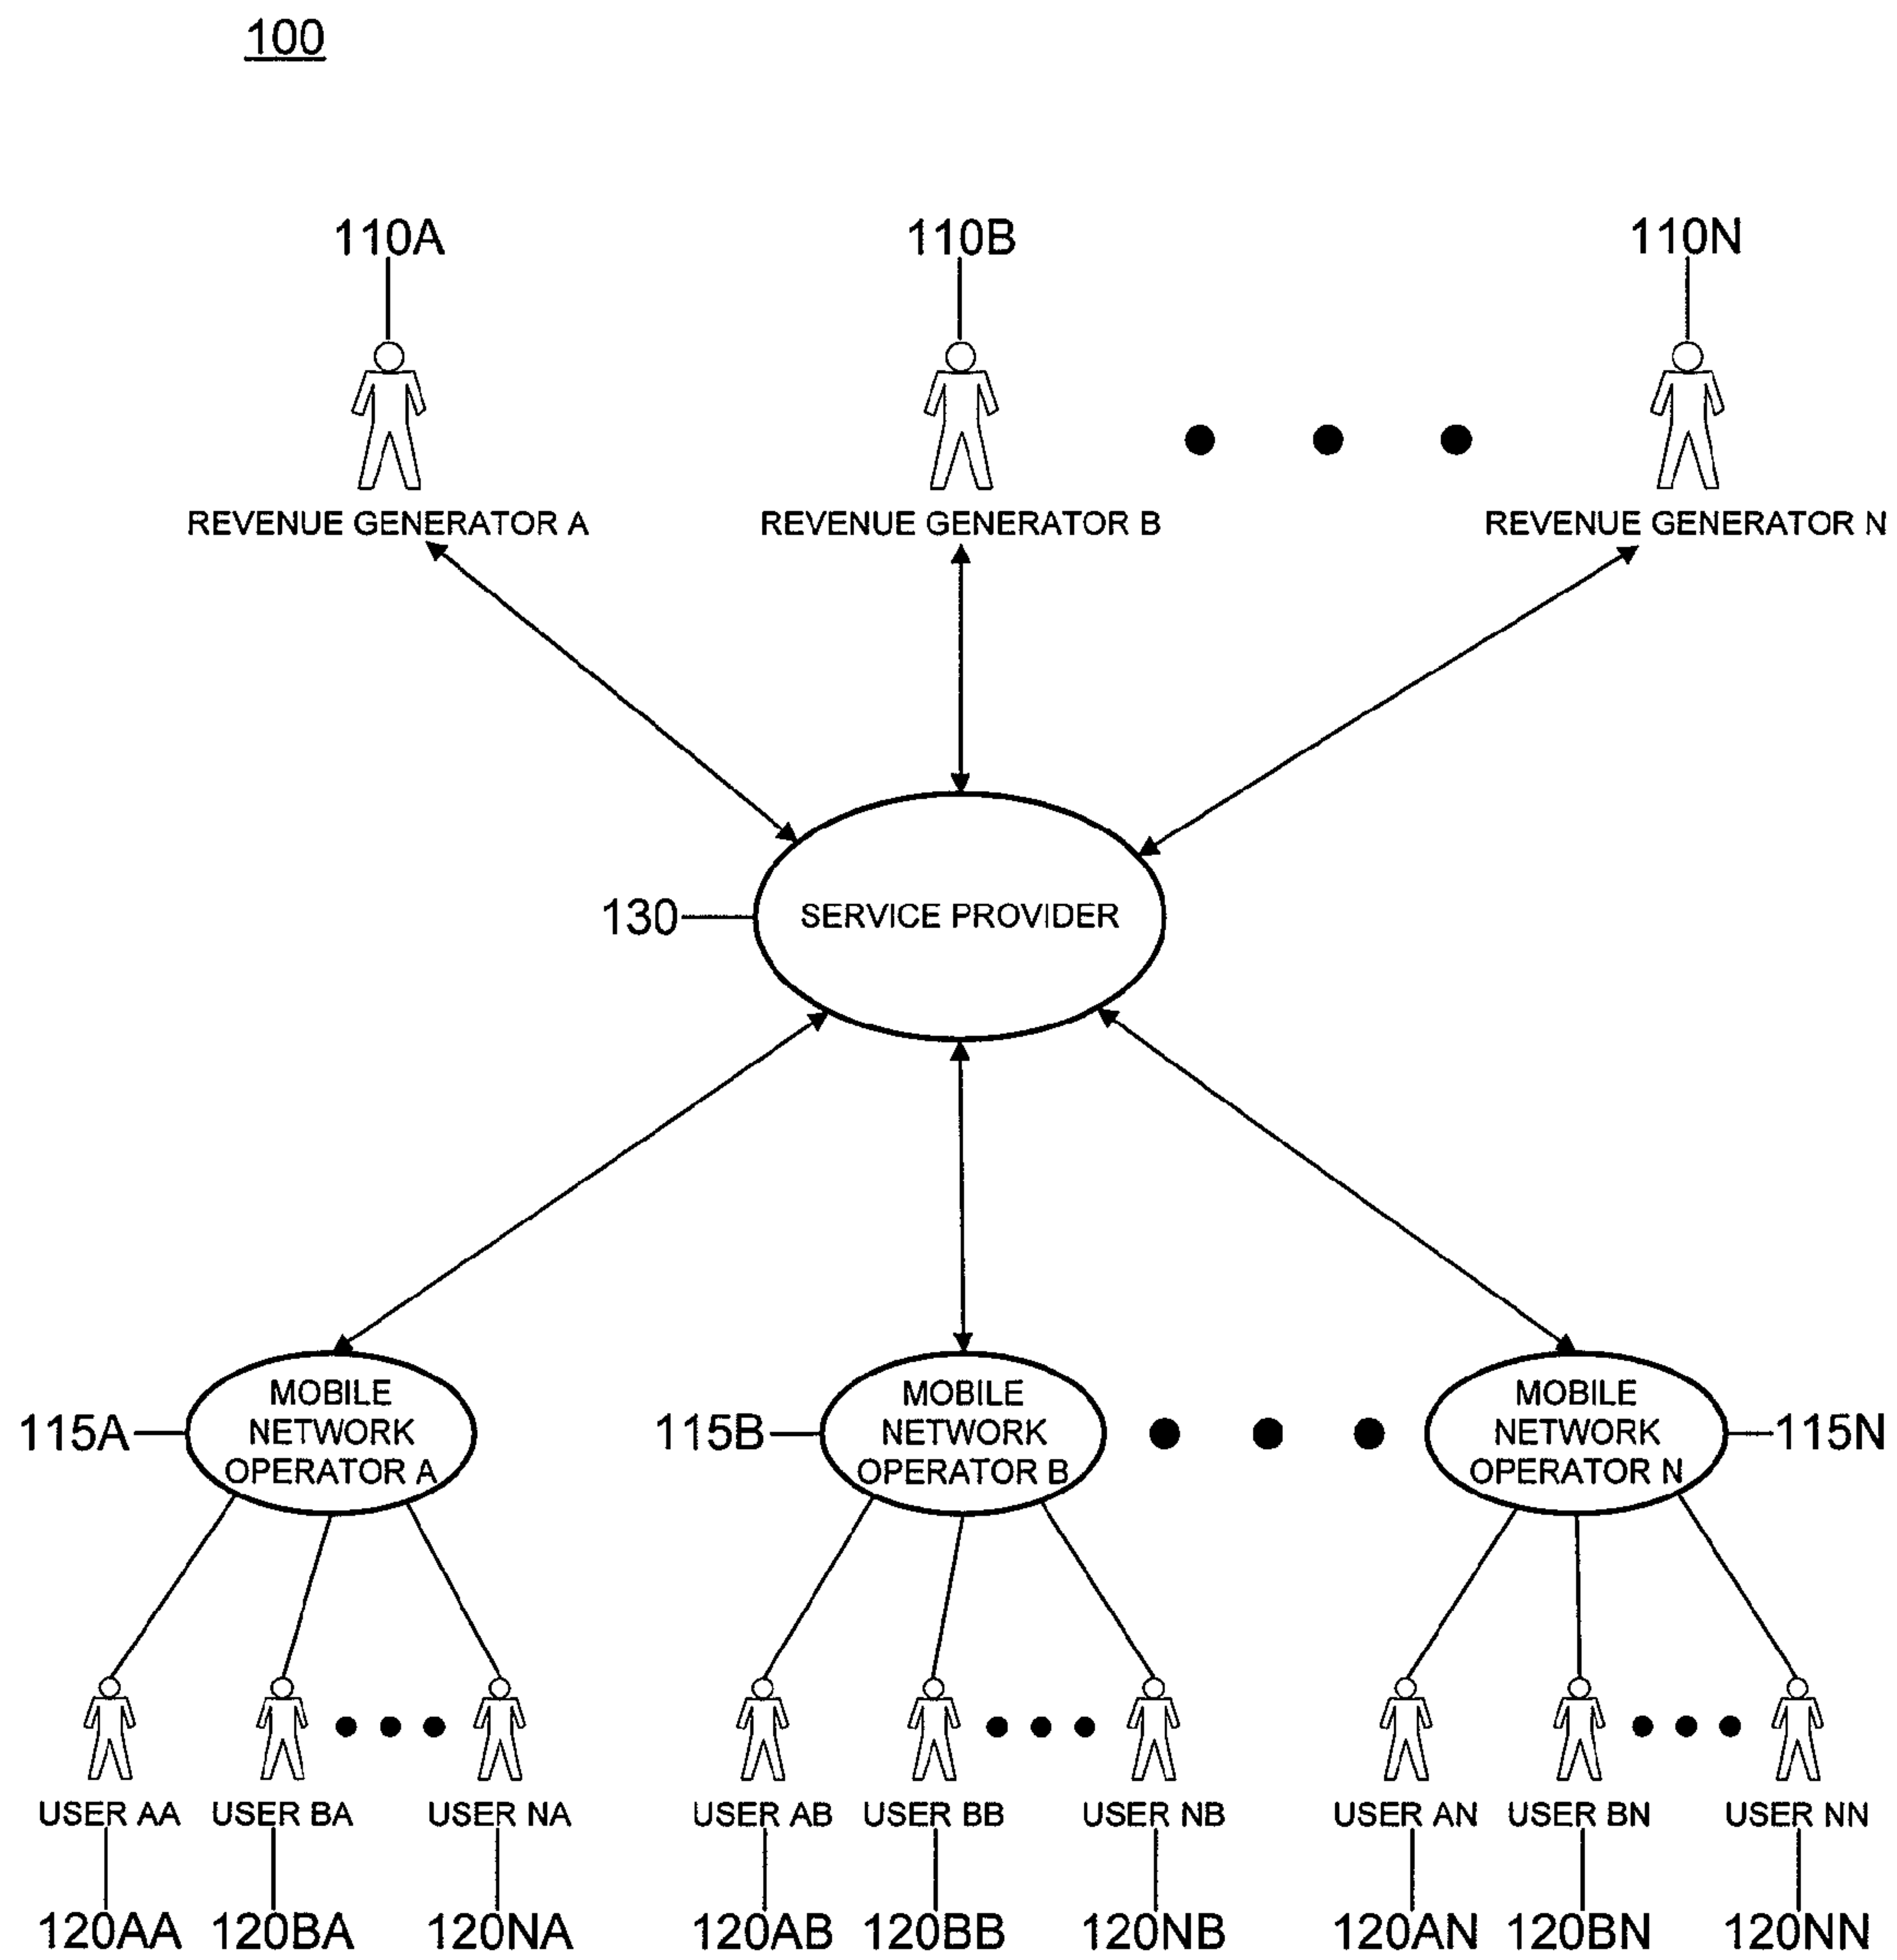 100
110A 110B 110N
REVENUE GENERATOR A REVENUE GENERATOR B REVENUE GENERATOR N
130 SERVICE PROVIDER
MOBILE MOBILE MOBILE
115A NETWORK 115B NETWORK NETWORK 115N
OPERATOR A OPERATOR B OPERATOR N
USER AA USER BA USER NA USER AB USER BB USER NB USER AN USER BN USER NN
120AA 120BA 120NA 120AB 120BB 120NB 120AN 120BN 120NN